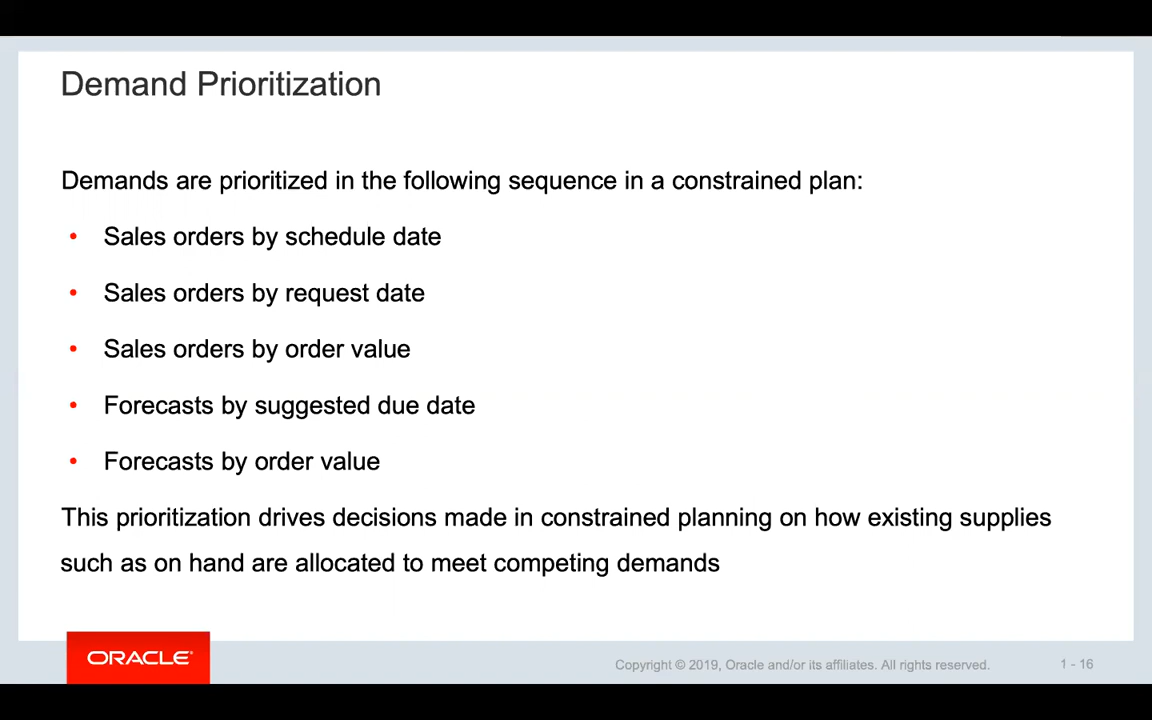 Demand Prioritization
Demands are prioritized in the following sequence in a constrained plan:
• Sales orders by schedule date
• Sales orders by request date
• Sales orders by order value
• Forecasts by suggested due date
• Forecasts by order value
This prioritization drives decisions made in constrained planning on how existing supplies
such as on hand are allocated to meet competing demands
ORACLE®
Copyright © 2019, Oracle and/or its affiliates. All rights reserved.
1 - 16